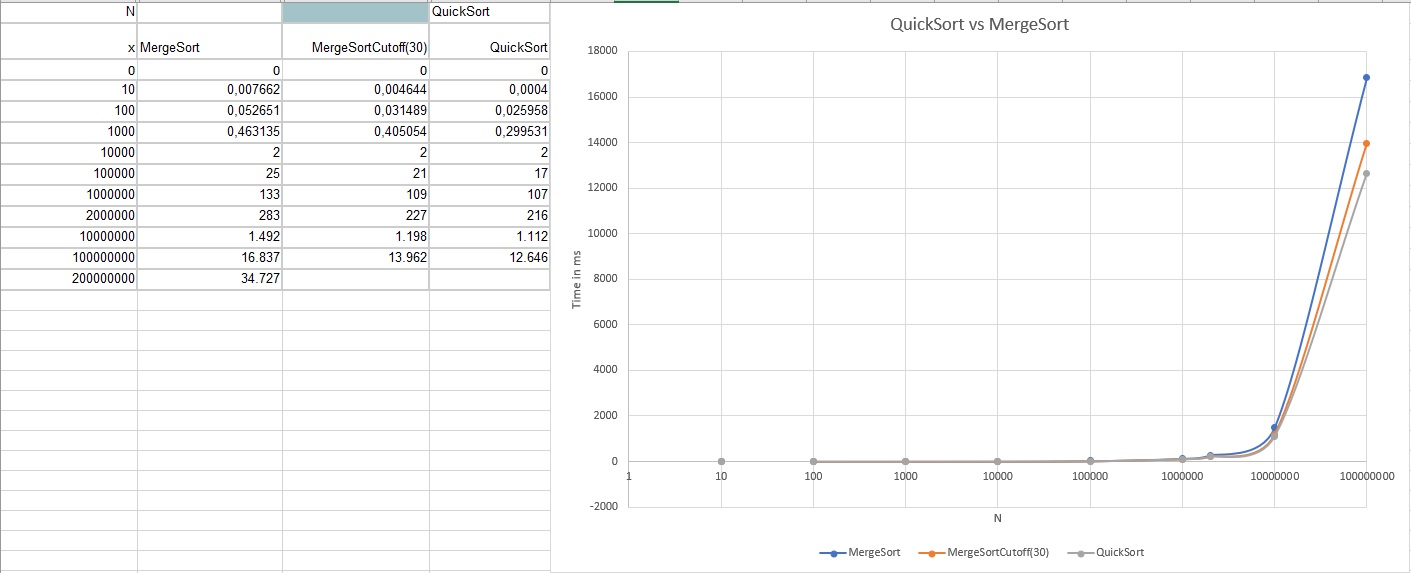 N QuickSort
x MergeSort MergeSortCutoff(30) QuickSort
0 0 0 0
10 0,007662 0,004644 0,0004
100 0,052651 0,031489 0,025958
1000 0,463135 0,405054 0,299531
10000 2 2 2
100000 25 21 17
1000000 133 109 107
2000000 283 227 216
10000000 1.492 1.198 1.112
100000000 16.837 13.962 12.646
200000000 34.727
QuickSort vs MergeSort
18000
16000
14000
12000
10000
8000
6000
4000
2000
0
-2000
Time in ms
1 10 100 1000 10000 100000 1000000 10000000 100000000
N
MergeSort MergeSortCutoff(30) QuickSort